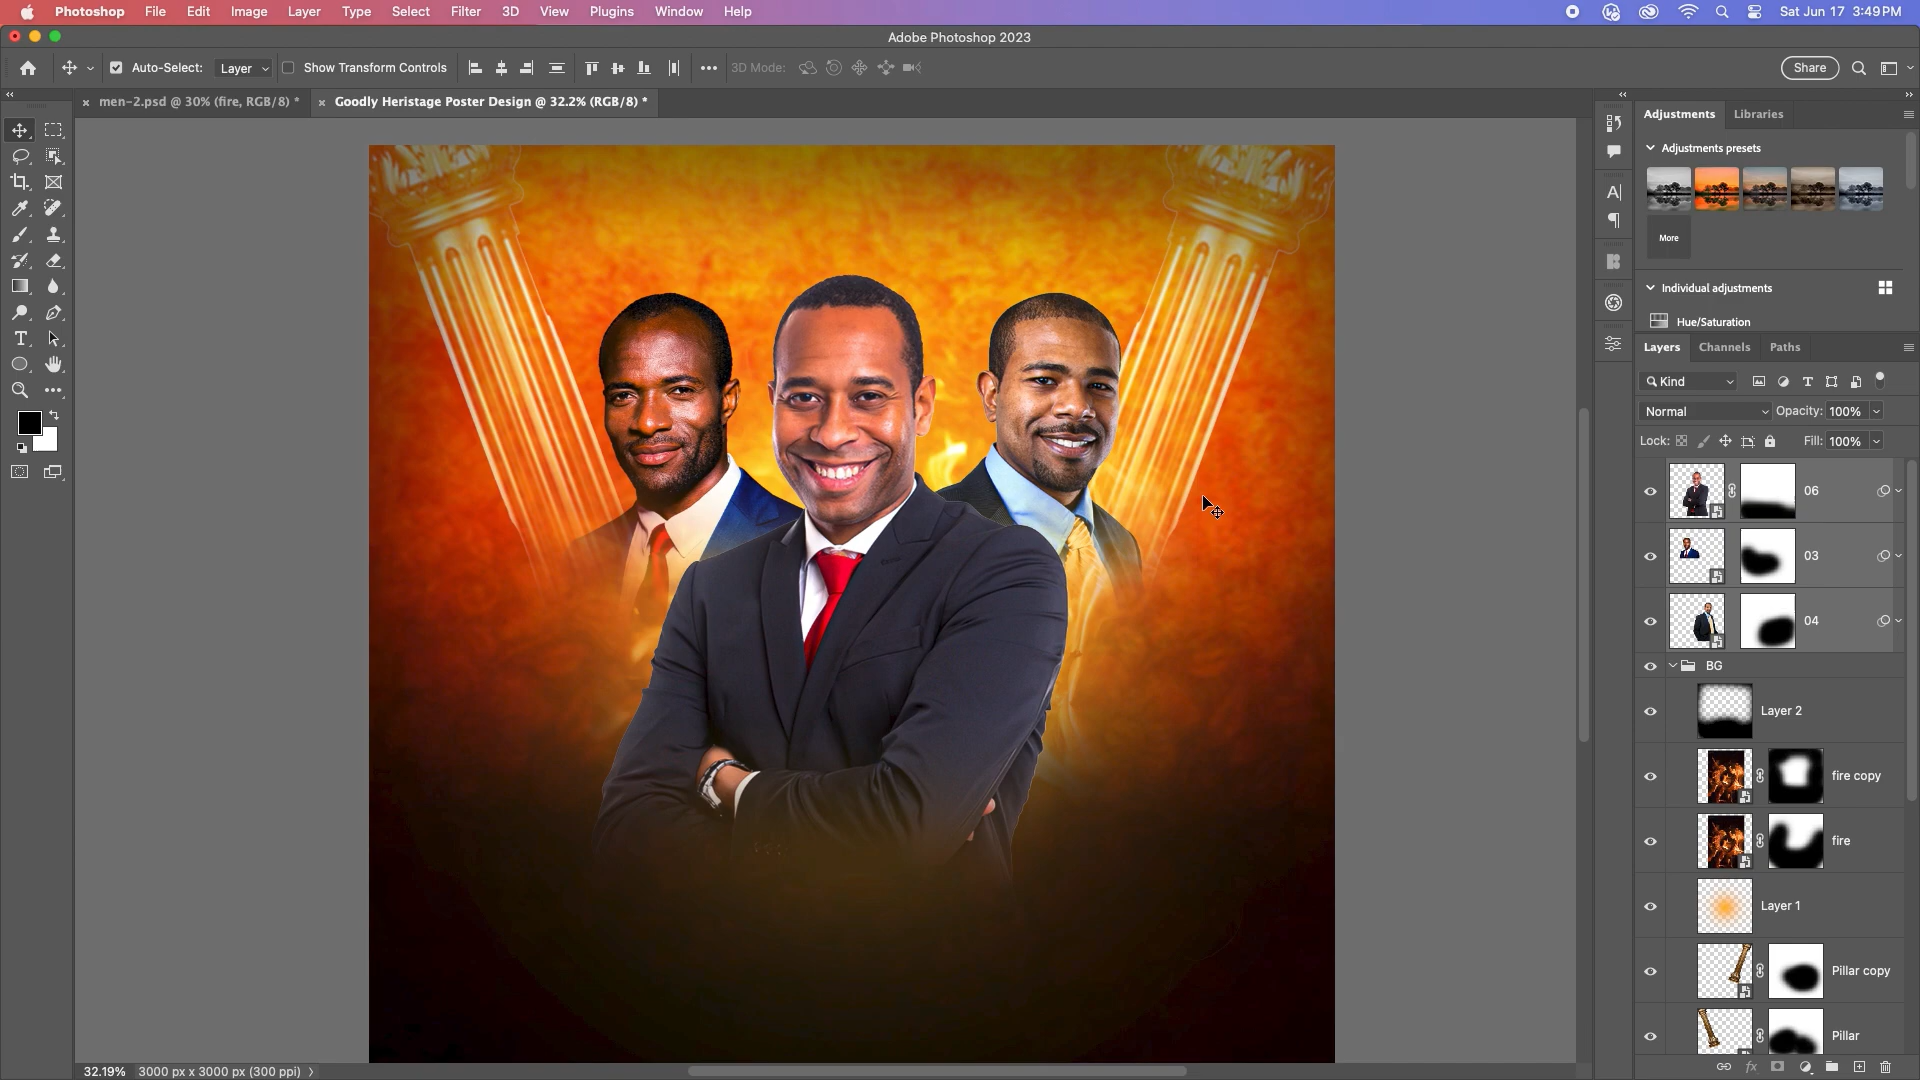 Photoshop File Edit Image Layer Type Select Filter 3D View Plugins Window Help Sat Jun 17 3:49 PM
Adobe Photoshop 2023
Auto-Select: Layer Show Transform Controls 3D Mode: Share
men-2.psd @ 30% (fire, RGB/8) * Goodly Heristage Poster Design @ 32.2% (RGB/8) *
Adjustments Libraries
Adjustments presets
More
Individual adjustments
Hue/Saturation
Layers Channels Paths
Kind
Normal Opacity: 100%
Lock: Fill: 100%
06
03
04
BG
Layer 2
fire copy
fire
Layer 1
Pillar copy
Pillar
32.19% 3000 px x 3000 px (300 ppi)